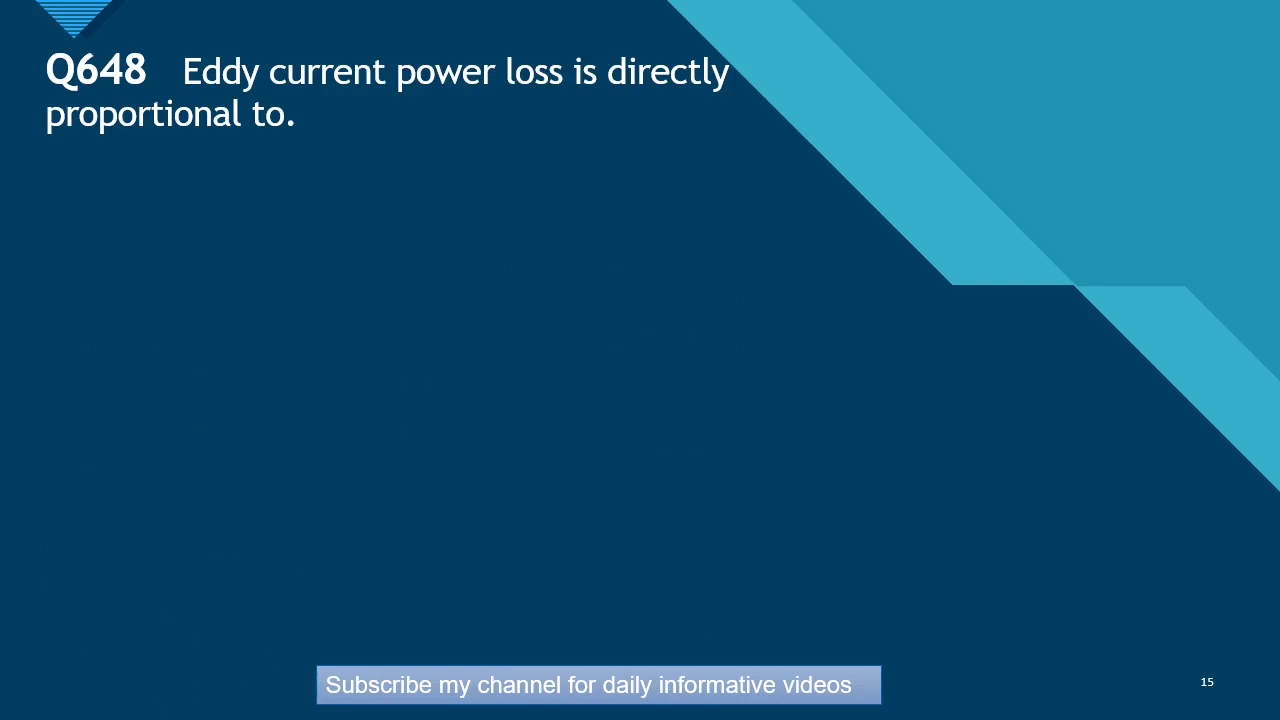 Q648 Eddy current power loss is directly
proportional to.
Subscribe my channel for daily informative videos
15